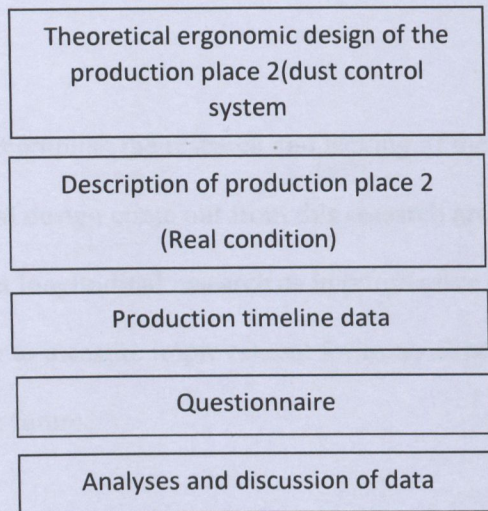 Theoretical ergonomic design of the
production place 2(dust control
system
Description of production place 2
(Real condition)
Production timeline data
Questionnaire
Analyses and discussion of data